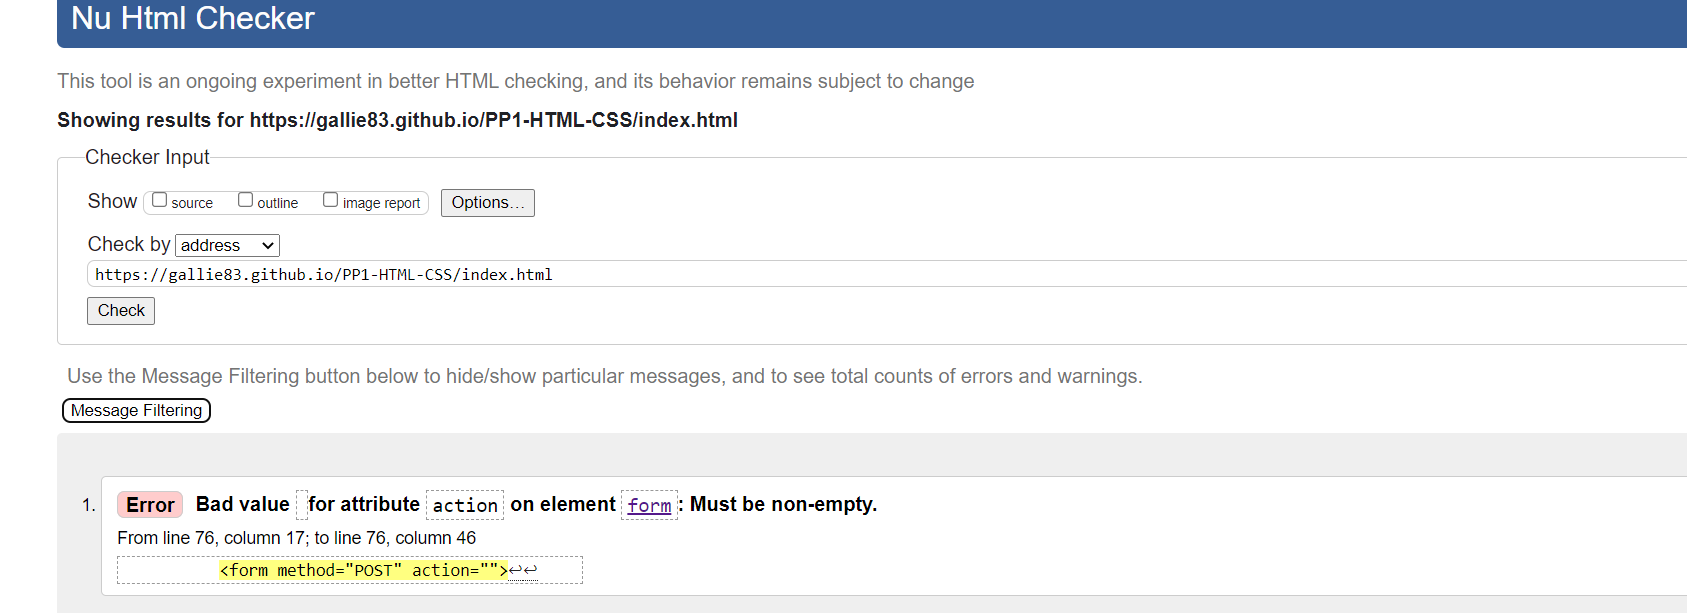 Nu Html Checker
This tool is an ongoing experiment in better HTML checking, and its behavior remains subject to change
Showing results for https://gallie83.github.io/PP1-HTML-CSS/index.html
Checker Input
Show source outline image report Options...
Check by address
https://gallie83.github.io/PP1-HTML-CSS/index.html
Check
Use the Message Filtering button below to hide/show particular messages, and to see total counts of errors and warnings.
Message Filtering
1. Error Bad value for attribute action on element form: Must be non-empty.
From line 76, column 17; to line 76, column 46
<form method="POST" action="">↩↩